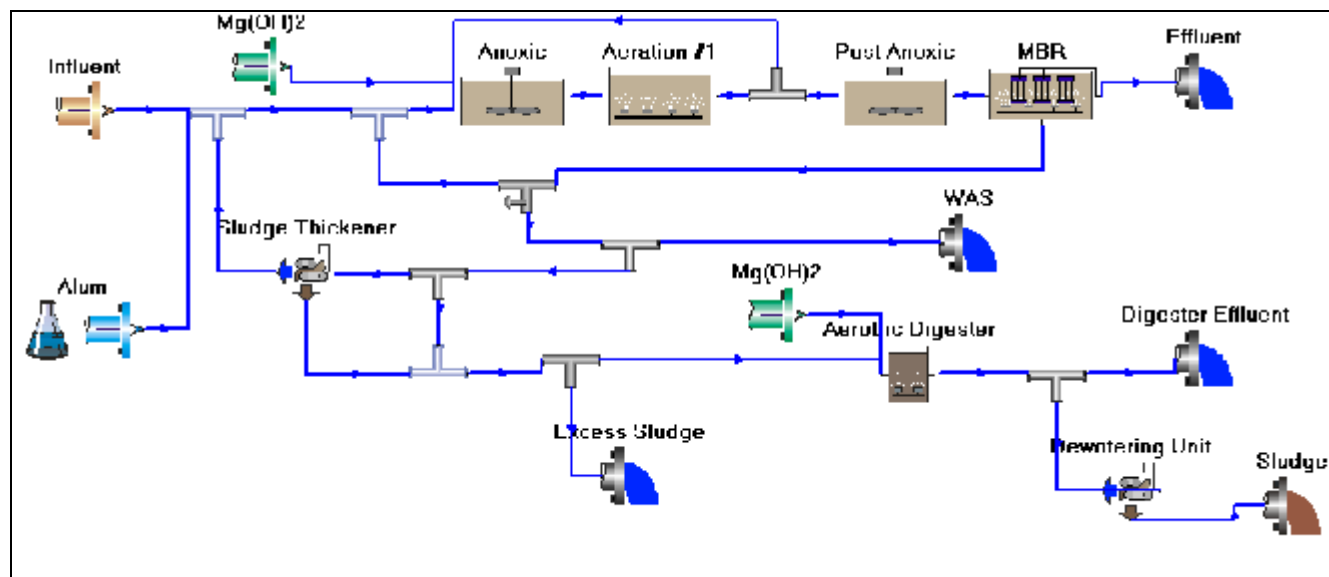 Mg(OH)2
Influent
Anoxic
Aeration #1
Post Anoxic
MBR
Effluent
WAS
Sludge Thickener
Alum
Mg(OH)2
Aerobic Digester
Digester Effluent
Excess Sludge
Dewatering Unit
Sludge